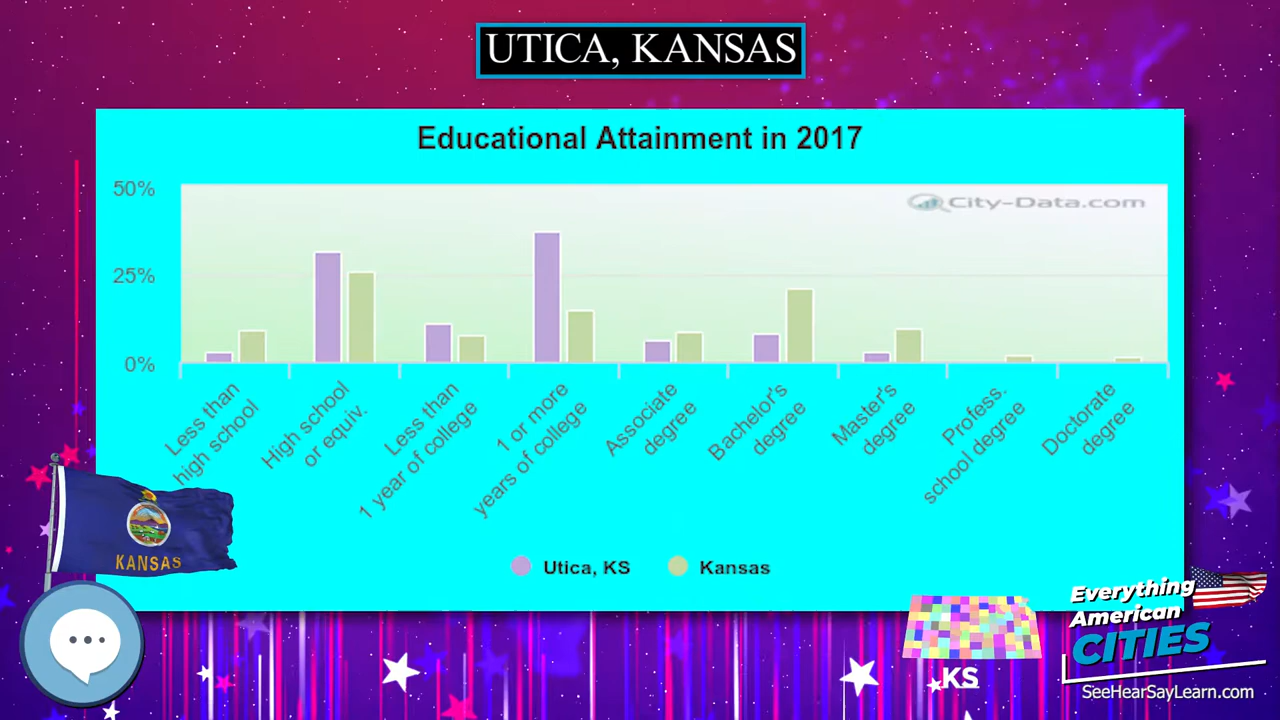 UTICA, KANSAS
Educational Attainment in 2017
50%
City-Data.com
25%
0%
Less than
high school
High school
or equiv.
Less than
1 year of college
1 or more
years of college
Associate
degree
Bachelor's
degree
Master's
degree
Profess.
school degree
Doctorate
degree
KANSAS
Utica, KS
Kansas
Everything
American
CITIES
KS
SeeHearSayLearn.com